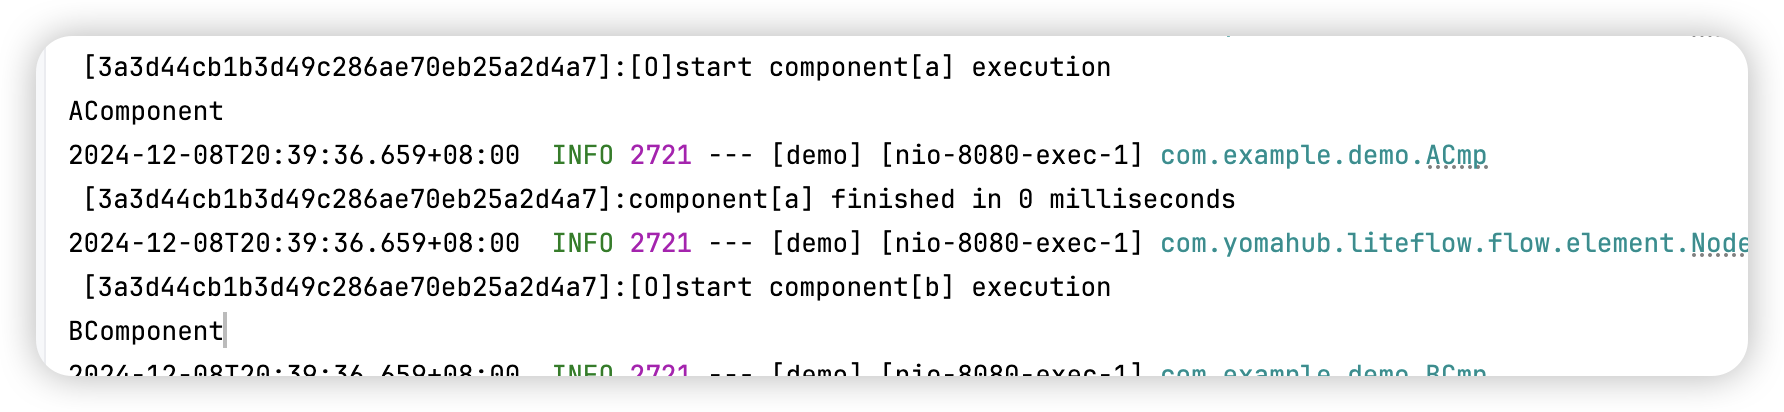 [3a3d44cb1b3d49c286ae70eb25a2d4a7]:[O]start component[a] execution
AComponent
2024-12-08T20:39:36.659+08:00  INFO 2721 --- [demo] [nio-8080-exec-1] com.example.demo.ACmp
[3a3d44cb1b3d49c286ae70eb25a2d4a7]:component[a] finished in 0 milliseconds
2024-12-08T20:39:36.659+08:00  INFO 2721 --- [demo] [nio-8080-exec-1] com.yomahub.liteflow.flow.element.Node
[3a3d44cb1b3d49c286ae70eb25a2d4a7]:[O]start component[b] execution
BComponent
2024-12-08T20:39:36.659+08:00  INFO 2721 --- [demo] [nio-8080-exec-1] com.example.demo.BCmp